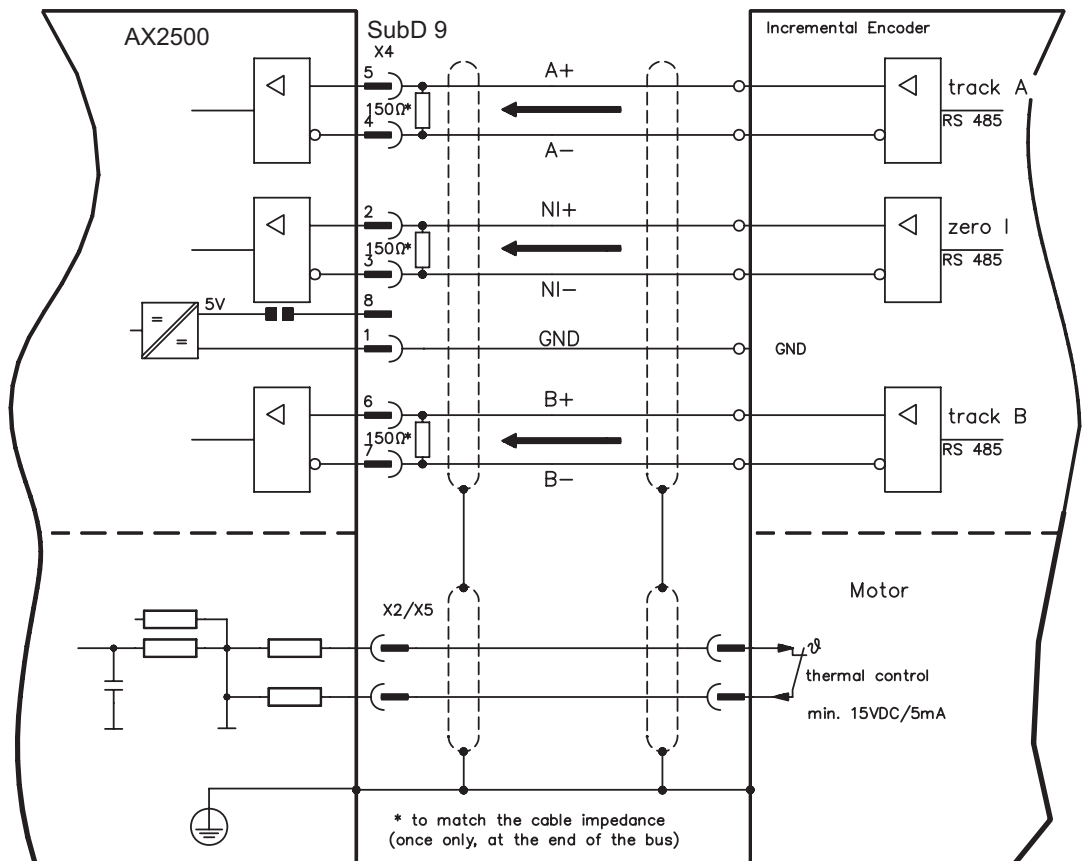 AX2500
SubD 9
X4
Incremental Encoder
5
A+
track A
150Ω*
RS 485
4
A−
2
NI+
zero I
150Ω*
RS 485
3
NI−
5V
8
=
=
1
GND
GND
6
B+
track B
150Ω*
RS 485
7
B−
Motor
X2/X5
ϑ
thermal control
min. 15VDC/5mA
* to match the cable impedance
(once only, at the end of the bus)